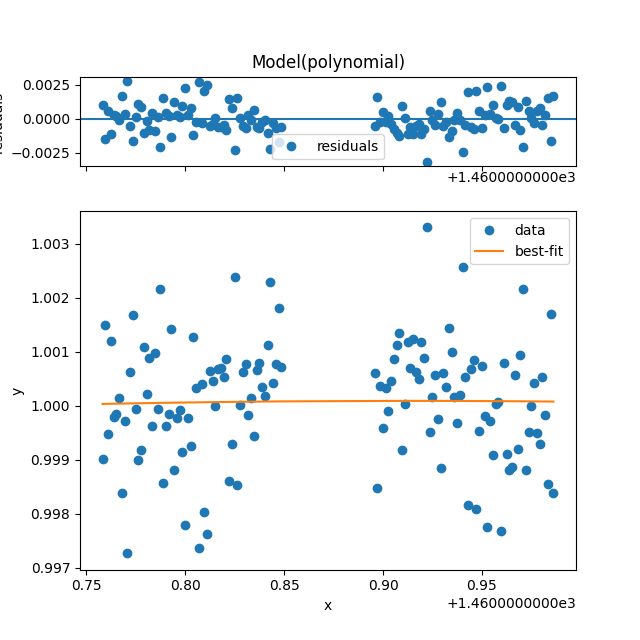 Model(polynomial)
0.0025
0.0000
−0.0025
residuals
residuals
+1.4600000000e3
1.003
1.002
1.001
1.000
0.999
0.998
0.997
y
data
best-fit
0.75
0.80
0.85
0.90
0.95
x
+1.4600000000e3